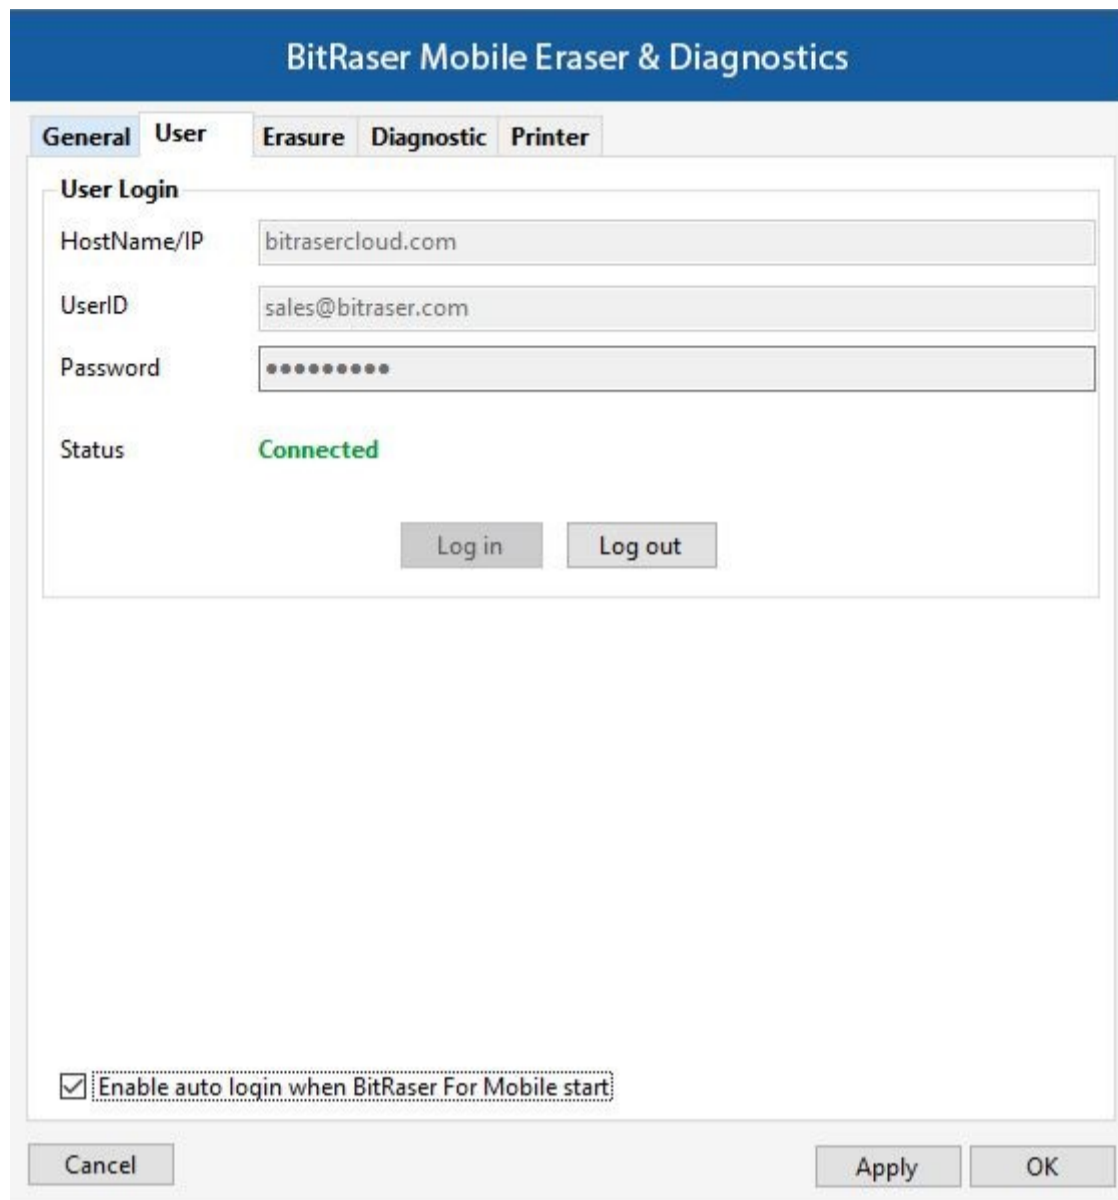 BitRaser Mobile Eraser & Diagnostics
General User Erasure Diagnostic Printer
User Login
HostName/IP bitrasercloud.com
UserID sales@bitraser.com
Password •••••••••
Status Connected
Log in Log out
Enable auto login when BitRaser For Mobile start
Cancel Apply OK